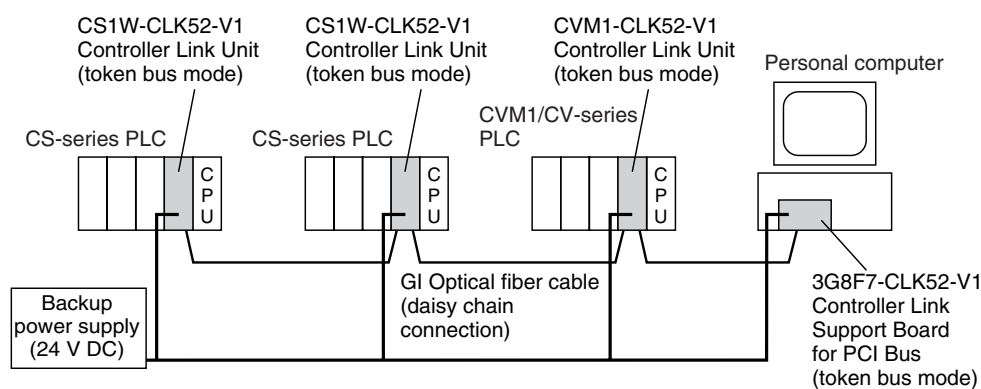 CS1W-CLK52-V1
Controller Link Unit
(token bus mode)
CS1W-CLK52-V1
Controller Link Unit
(token bus mode)
CVM1-CLK52-V1
Controller Link Unit
(token bus mode)
Personal computer
CS-series PLC
CS-series PLC
CVM1/CV-series
PLC
C
P
U
C
P
U
C
P
U
GI Optical fiber cable
(daisy chain
connection)
3G8F7-CLK52-V1
Controller Link
Support Board
for PCI Bus
(token bus mode)
Backup
power supply
(24 V DC)